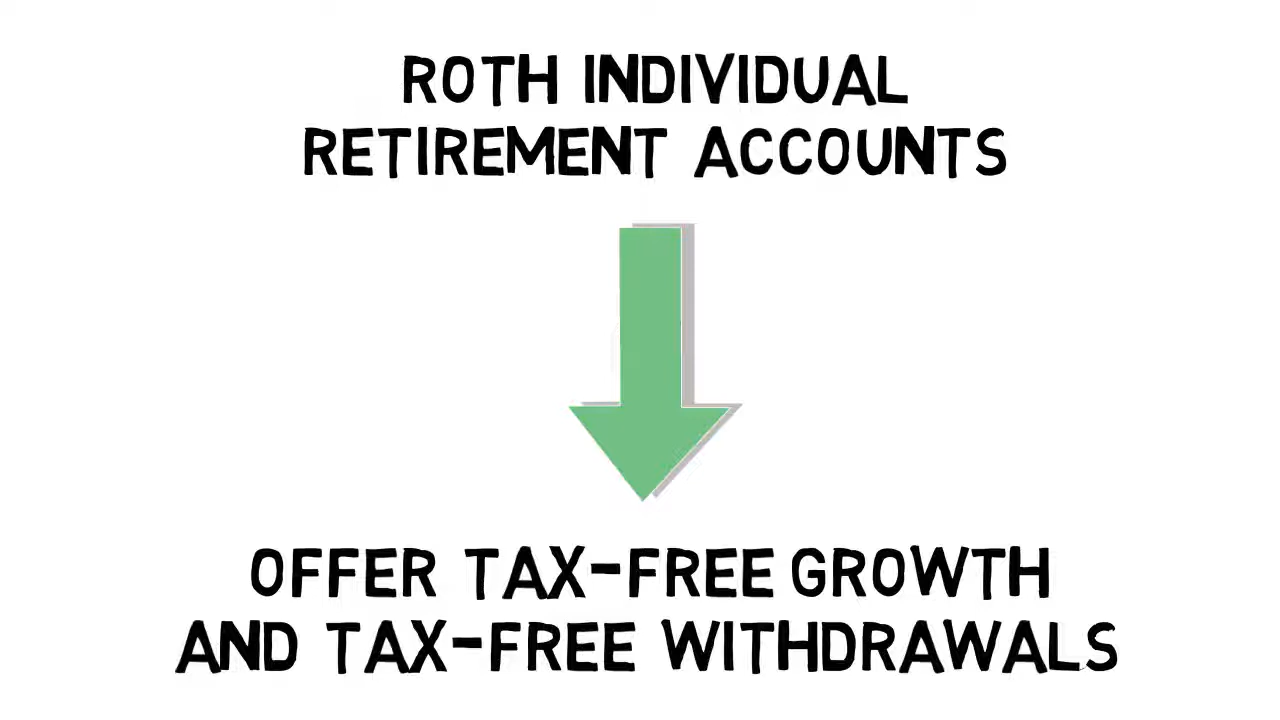 ROTH INDIVIDUAL
RETIREMENT ACCOUNTS
OFFER TAX-FREE GROWTH
AND TAX-FREE WITHDRAWALS